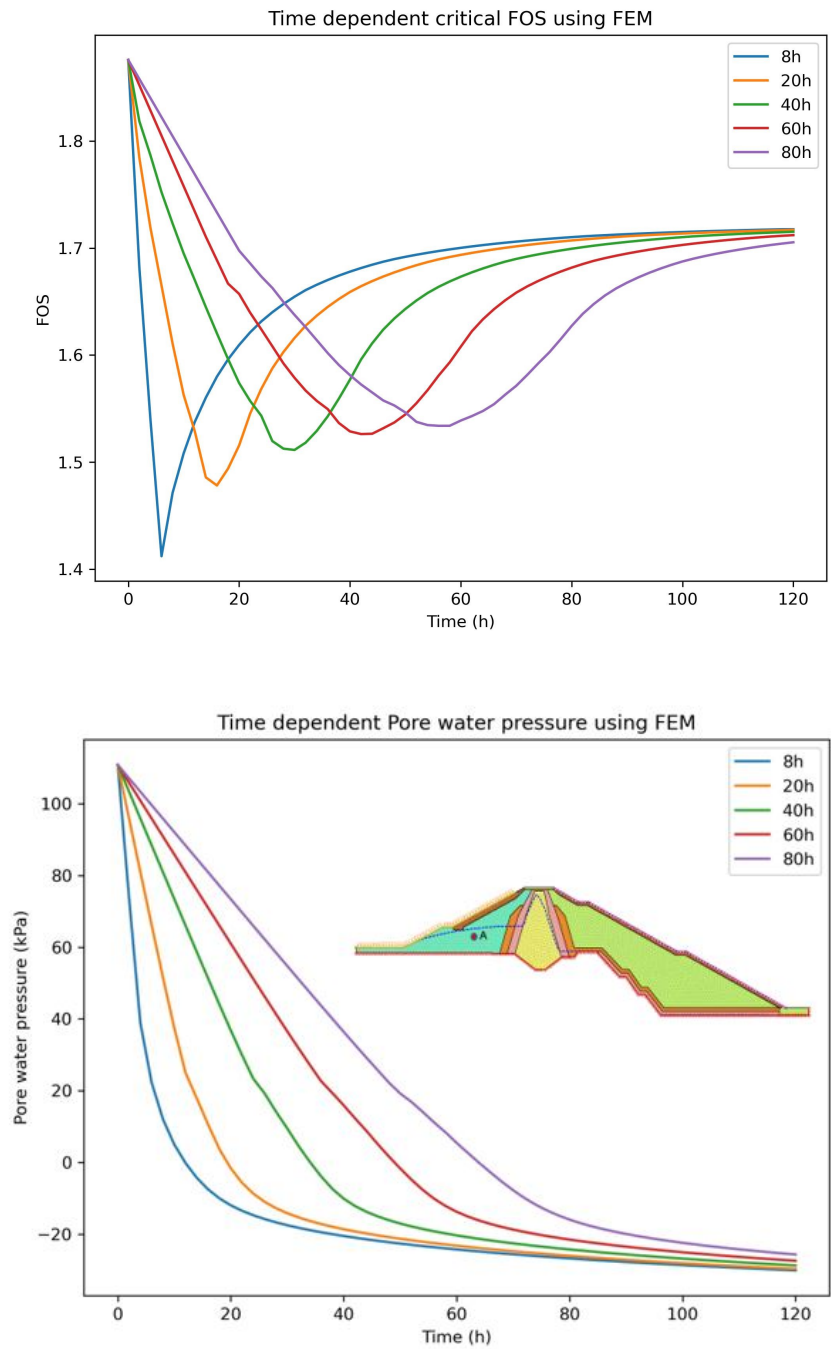 Time dependent critical FOS using FEM
8h
20h
40h
60h
80h
1.8
1.7
1.6
1.5
1.4
FOS
0 20 40 60 80 100 120
Time (h)
Time dependent Pore water pressure using FEM
8h
20h
40h
60h
80h
100
80
60
40
20
0
−20
Pore water pressure (kPa)
A
0 20 40 60 80 100 120
Time (h)